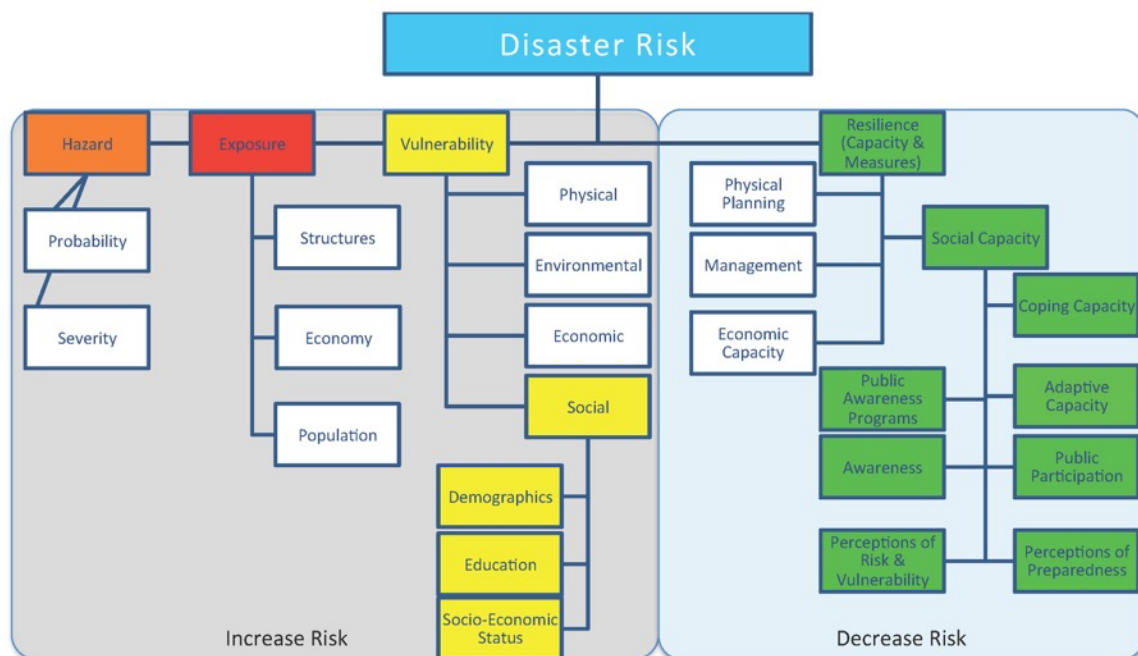 Disaster Risk
Hazard
Probability
Severity
Exposure
Structures
Economy
Population
Vulnerability
Physical
Environmental
Economic
Social
Demographics
Education
Socio-Economic
Status
Increase Risk
Resilience
(Capacity &
Measures)
Physical
Planning
Management
Economic
Capacity
Social Capacity
Coping Capacity
Public
Awareness
Programs
Adaptive
Capacity
Awareness
Public
Participation
Perceptions of
Risk &
Vulnerability
Perceptions of
Preparedness
Decrease Risk